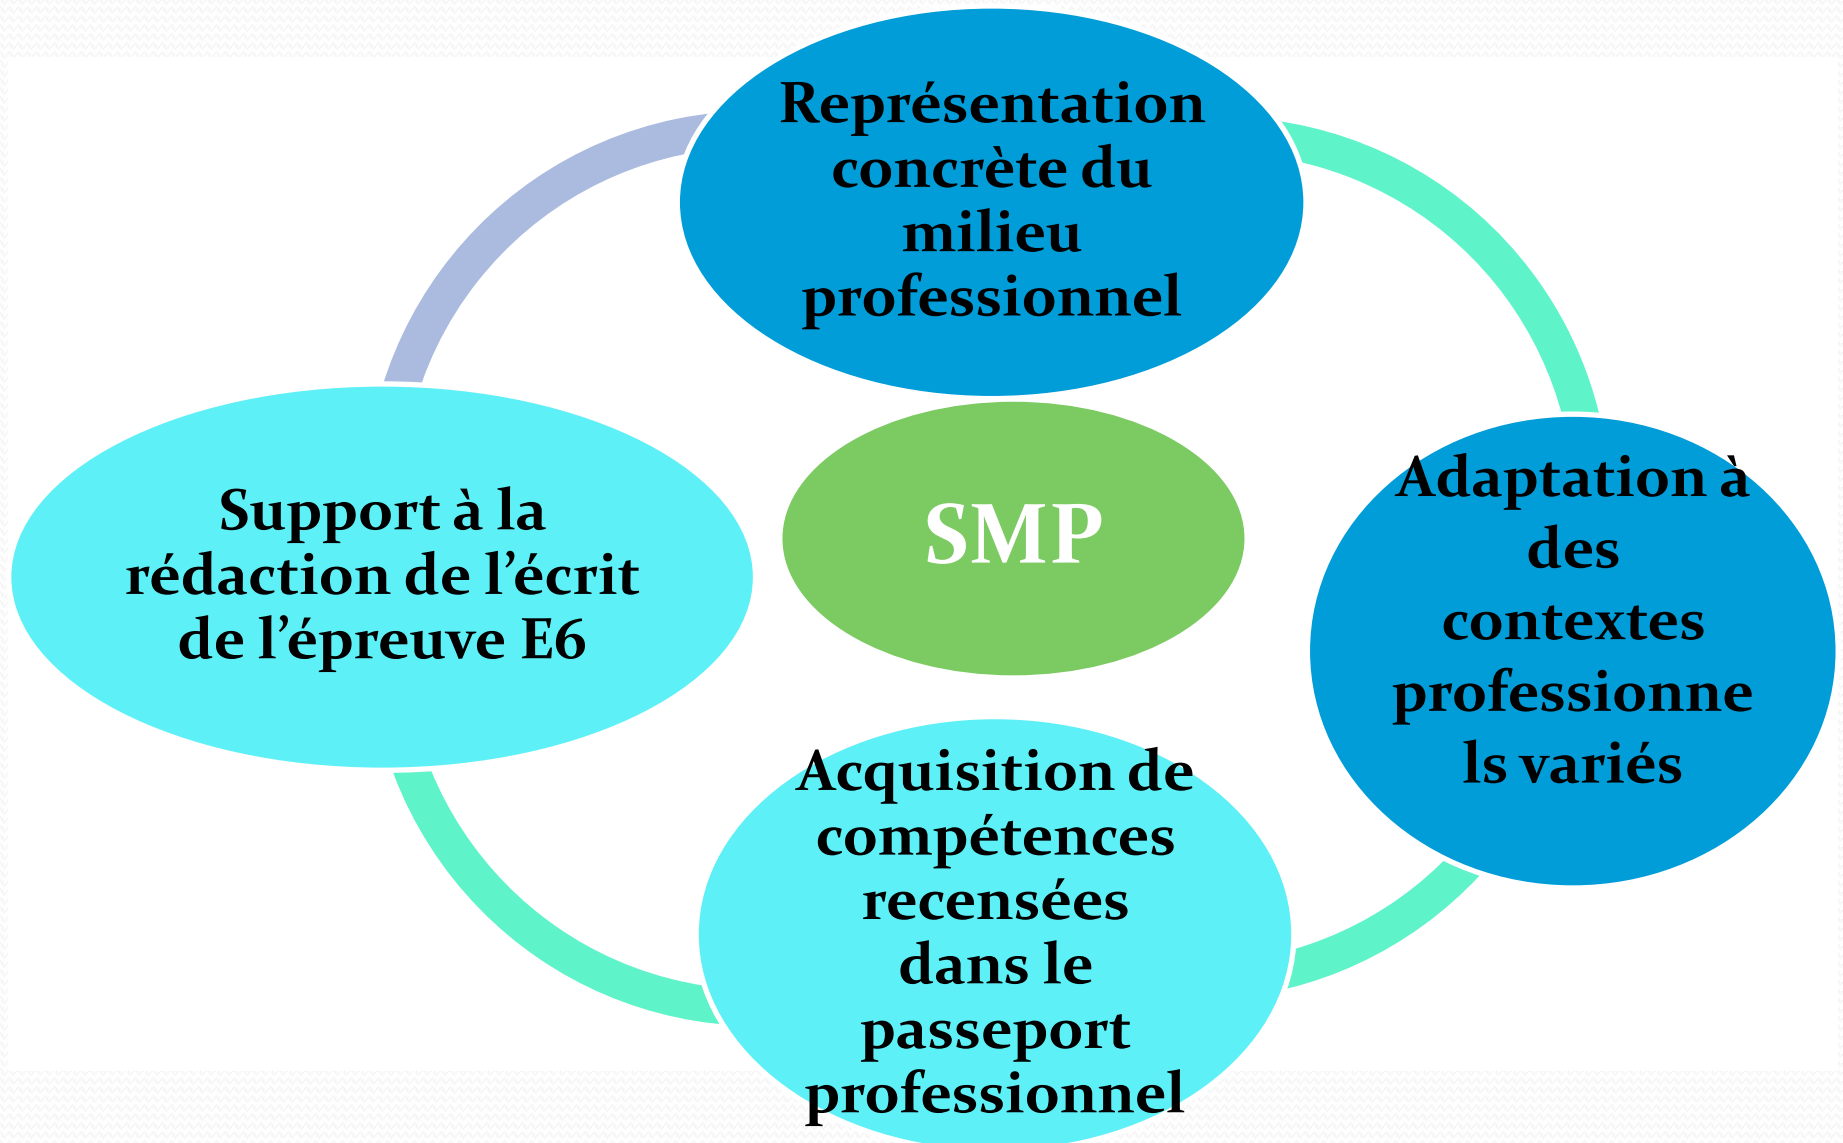 Représentation
concrète du
milieu
professionnel
SMP
Adaptation à
des
contextes
professionne
ls variés
Acquisition de
compétences
recensées
dans le
passeport
professionnel
Support à la
rédaction de l’écrit
de l’épreuve E6